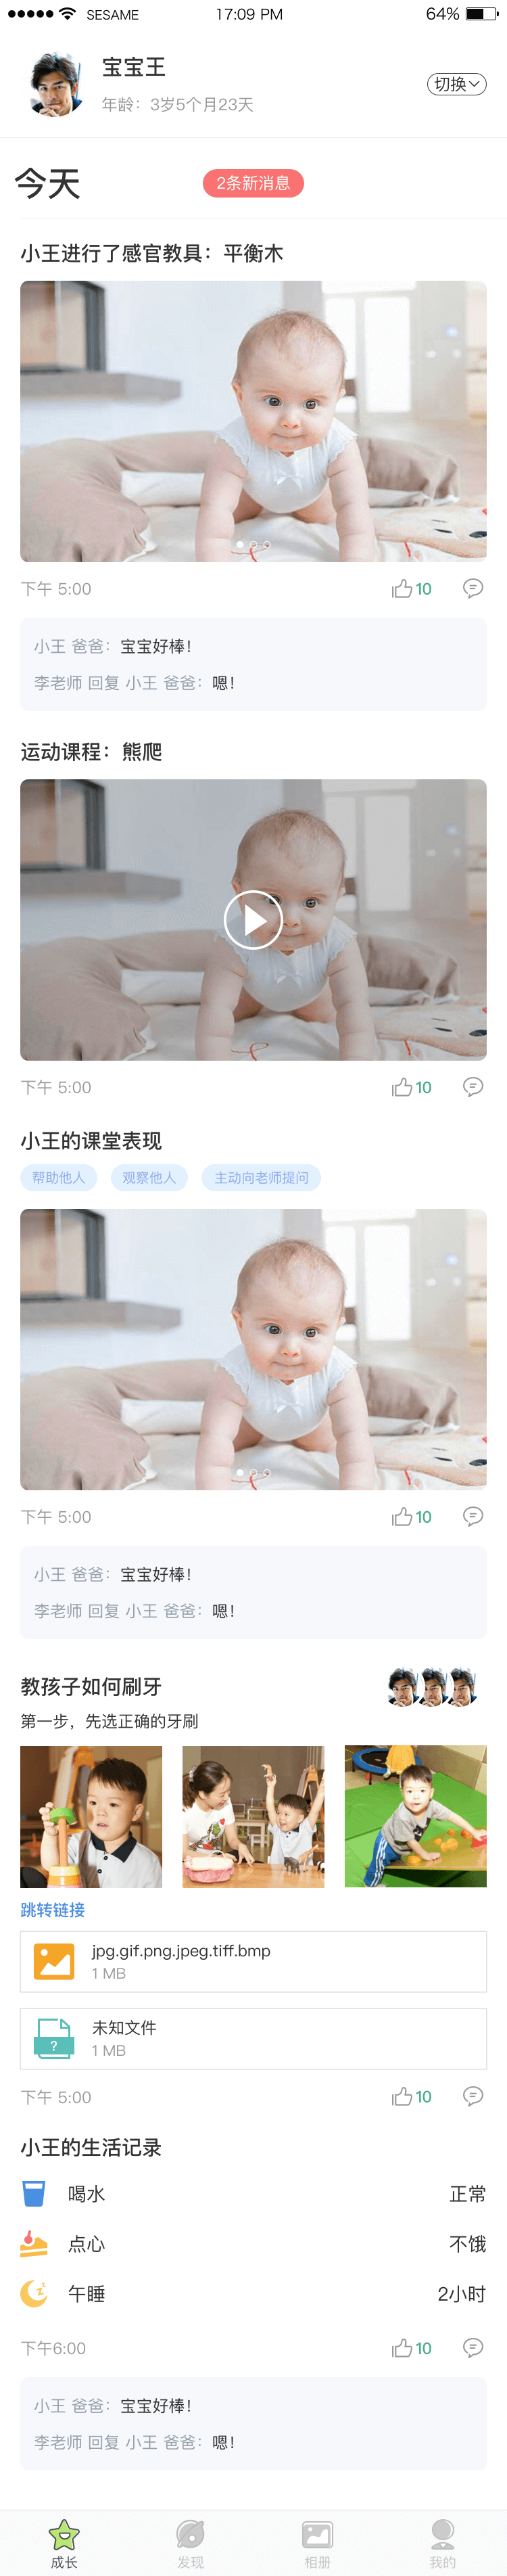 SESAME 17:09 PM 64%
宝宝王
年龄：3岁5个月23天
切换
今天
2条新消息
小王进行了感官教具：平衡木
下午 5:00 10
小王 爸爸：宝宝好棒！
李老师 回复 小王 爸爸：嗯！
运动课程：熊爬
下午 5:00 10
小王的课堂表现
帮助他人 观察他人 主动向老师提问
下午 5:00 10
小王 爸爸：宝宝好棒！
李老师 回复 小王 爸爸：嗯！
教孩子如何刷牙
第一步，先选正确的牙刷
跳转链接
jpg.gif.png.jpeg.tiff.bmp
1 MB
?
未知文件
1 MB
下午 5:00 10
小王的生活记录
喝水 正常
点心 不饿
午睡 2小时
下午6:00 10
小王 爸爸：宝宝好棒！
李老师 回复 小王 爸爸：嗯！
成长 发现 相册 我的